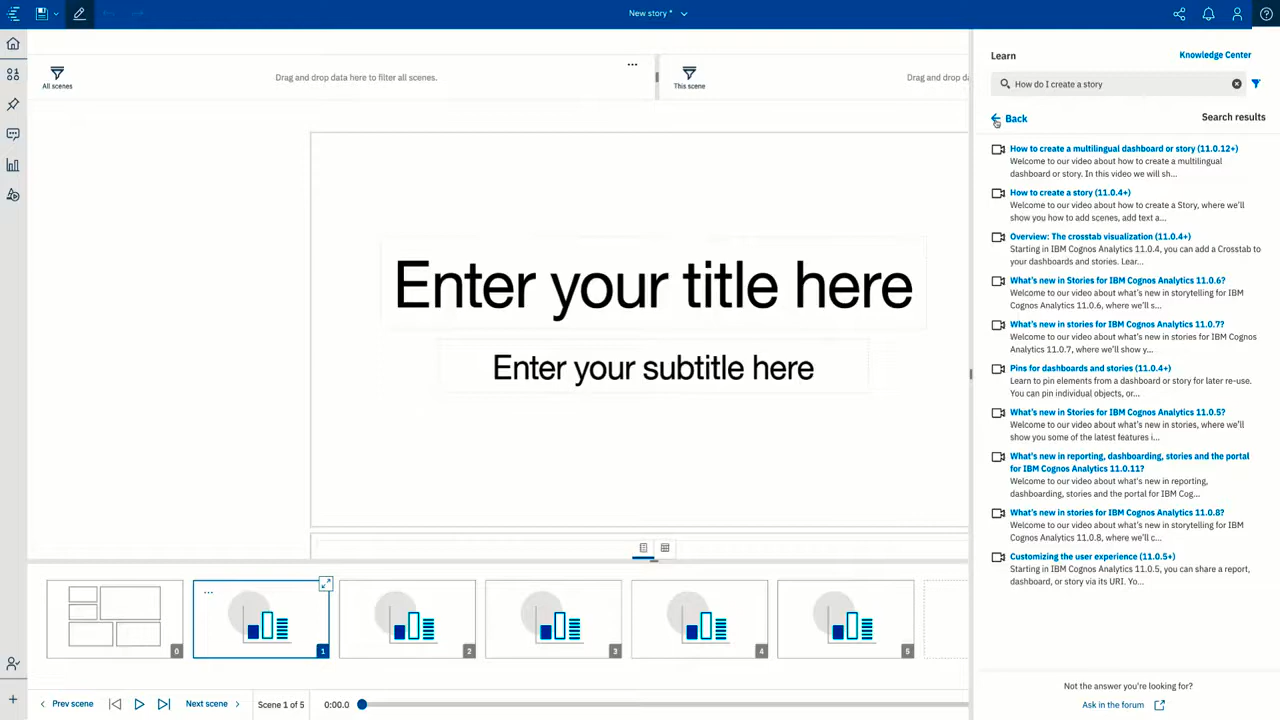 New story *
All scenes
Drag and drop data here to filter all scenes.
This scene
Drag and drop da
Enter your title here
Enter your subtitle here
0
1
2
3
4
5
Prev scene
Next scene
Scene 1 of 5
0:00.0
Learn
Knowledge Center
How do I create a story
Back
Search results
How to create a multilingual dashboard or story (11.0.12+)
Welcome to our video about how to create a multilingual
dashboard or story. In this video we will sh...
How to create a story (11.0.4+)
Welcome to our video about how to create a Story, where we'll
show you how to add scenes, add text a...
Overview: The crosstab visualization (11.0.4+)
Starting in IBM Cognos Analytics 11.0.4, you can add a Crosstab to
your dashboards and stories. Lear...
What's new in Stories for IBM Cognos Analytics 11.0.6?
Welcome to our video about what's new in storytelling for IBM
Cognos Analytics 11.0.6, where we'll s...
What's new in stories for IBM Cognos Analytics 11.0.7?
Welcome to our video about what's new in stories for IBM Cognos
Analytics 11.0.7, where we'll show y...
Pins for dashboards and stories (11.0.4+)
Learn to pin elements from a dashboard or story for later re-use.
You can pin individual objects, or...
What's new in Stories for IBM Cognos Analytics 11.0.5?
Welcome to our video about what's new in stories, where we'll
show you some of the latest features i...
What's new in reporting, dashboarding, stories and the portal
for IBM Cognos Analytics 11.0.11?
Welcome to our video about what's new in reporting,
dashboarding, stories and the portal for IBM Cog...
What's new in stories for IBM Cognos Analytics 11.0.8?
Welcome to our video about what's new in storytelling for IBM
Cognos Analytics 11.0.8, where we'll c...
Customizing the user experience (11.0.5+)
Starting in IBM Cognos Analytics 11.0.5, you can share a report,
dashboard, or story via its URI. Yo...
Not the answer you're looking for?
Ask in the forum